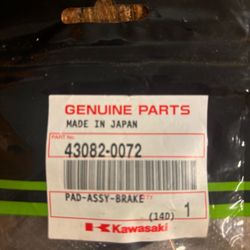 GENUINE PARTS
MADE IN JAPAN
PART No.
43082-0072
PAD-ASSY-BRAKE
(14D) 1
Kawasaki